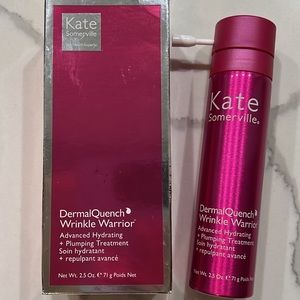 Kate
Somerville
DermalQuench
Wrinkle Warrior
Advanced Hydrating
+ Plumping Treatment
Soin hydratant
+ repulpant avancé
Net Wt. 2.5 Oz. ℮ 71 g Poids Net
Kate
Somerville®
DermalQuench
Wrinkle Warrior
Advanced Hydrating
+ Plumping Treatment
Soin hydratant
+ repulpant avancé
Net Wt. 2.5 Oz. ℮ 71 g Poids Net